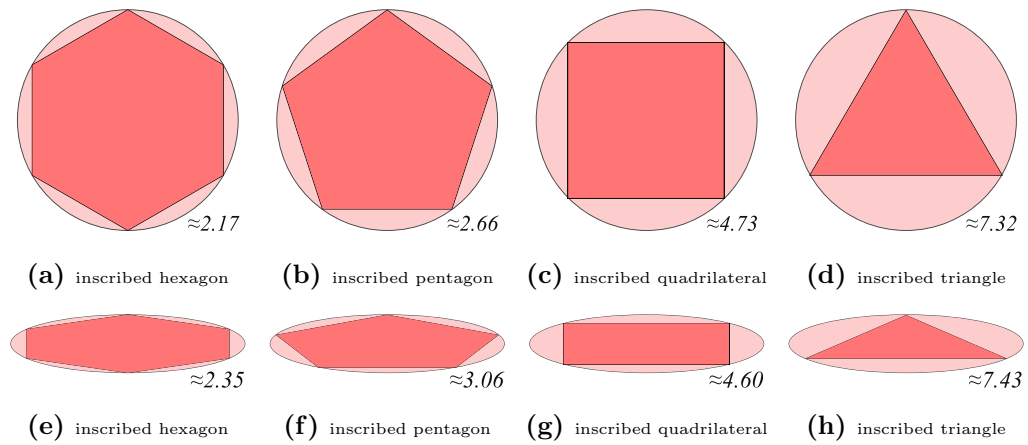 ≈2.17 ≈2.66 ≈4.73 ≈7.32
(a) inscribed hexagon (b) inscribed pentagon (c) inscribed quadrilateral (d) inscribed triangle
≈2.35 ≈3.06 ≈4.60 ≈7.43
(e) inscribed hexagon (f) inscribed pentagon (g) inscribed quadrilateral (h) inscribed triangle